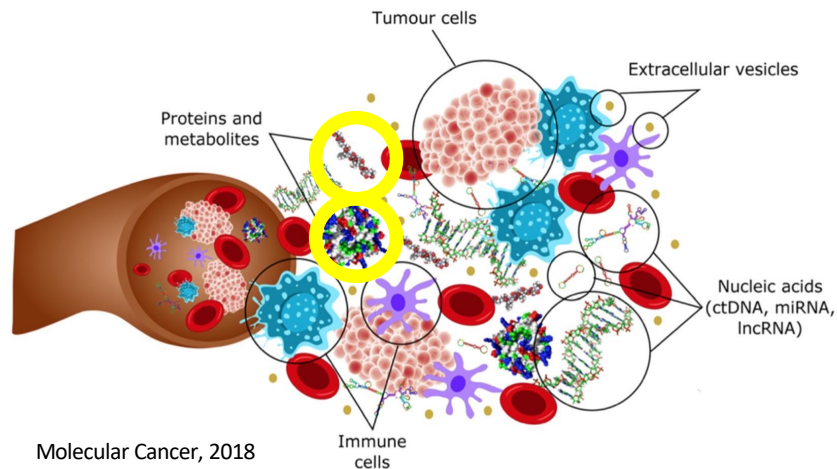 Tumour cells
Extracellular vesicles
Proteins and
metabolites
Nucleic acids
(ctDNA, miRNA,
lncRNA)
Immune
cells
Molecular Cancer, 2018